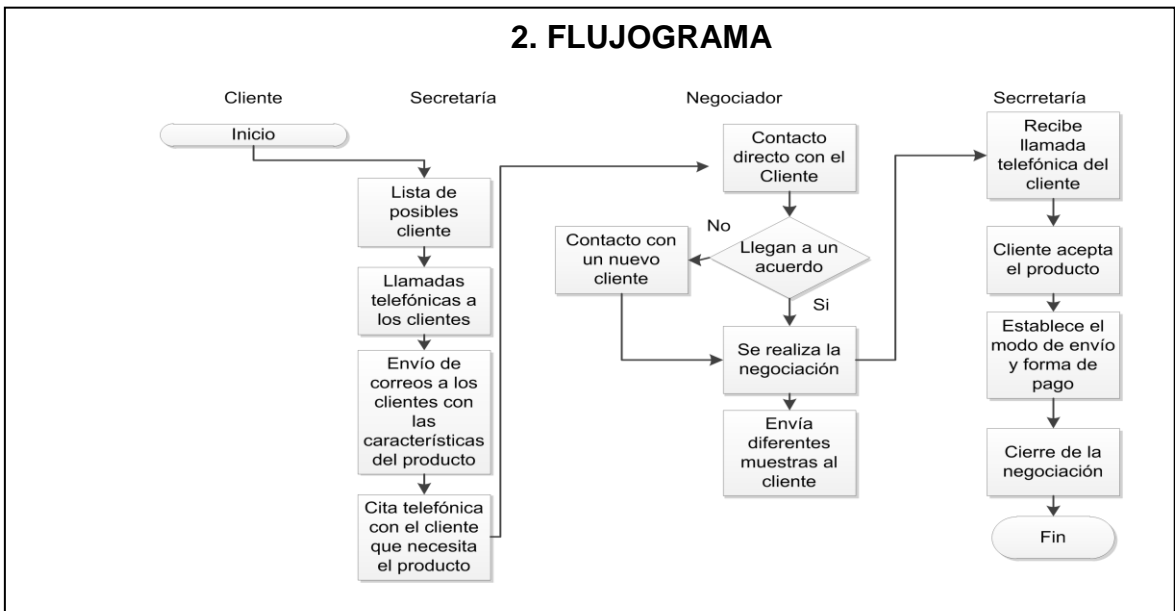 2. FLUJOGRAMA
Cliente
Secretaría
Negociador
Secrretaría
Inicio
Lista de
posibles
cliente
Llamadas
telefónicas a
los clientes
Envío de
correos a los
clientes con
las
características
del producto
Cita telefónica
con el cliente
que necesita
el producto
Contacto
directo con el
Cliente
No
Llegan a un
acuerdo
Contacto con
un nuevo
cliente
Si
Se realiza la
negociación
Envía
diferentes
muestras al
cliente
Recibe
llamada
telefónica del
cliente
Cliente acepta
el producto
Establece el
modo de envío
y forma de
pago
Cierre de la
negociación
Fin